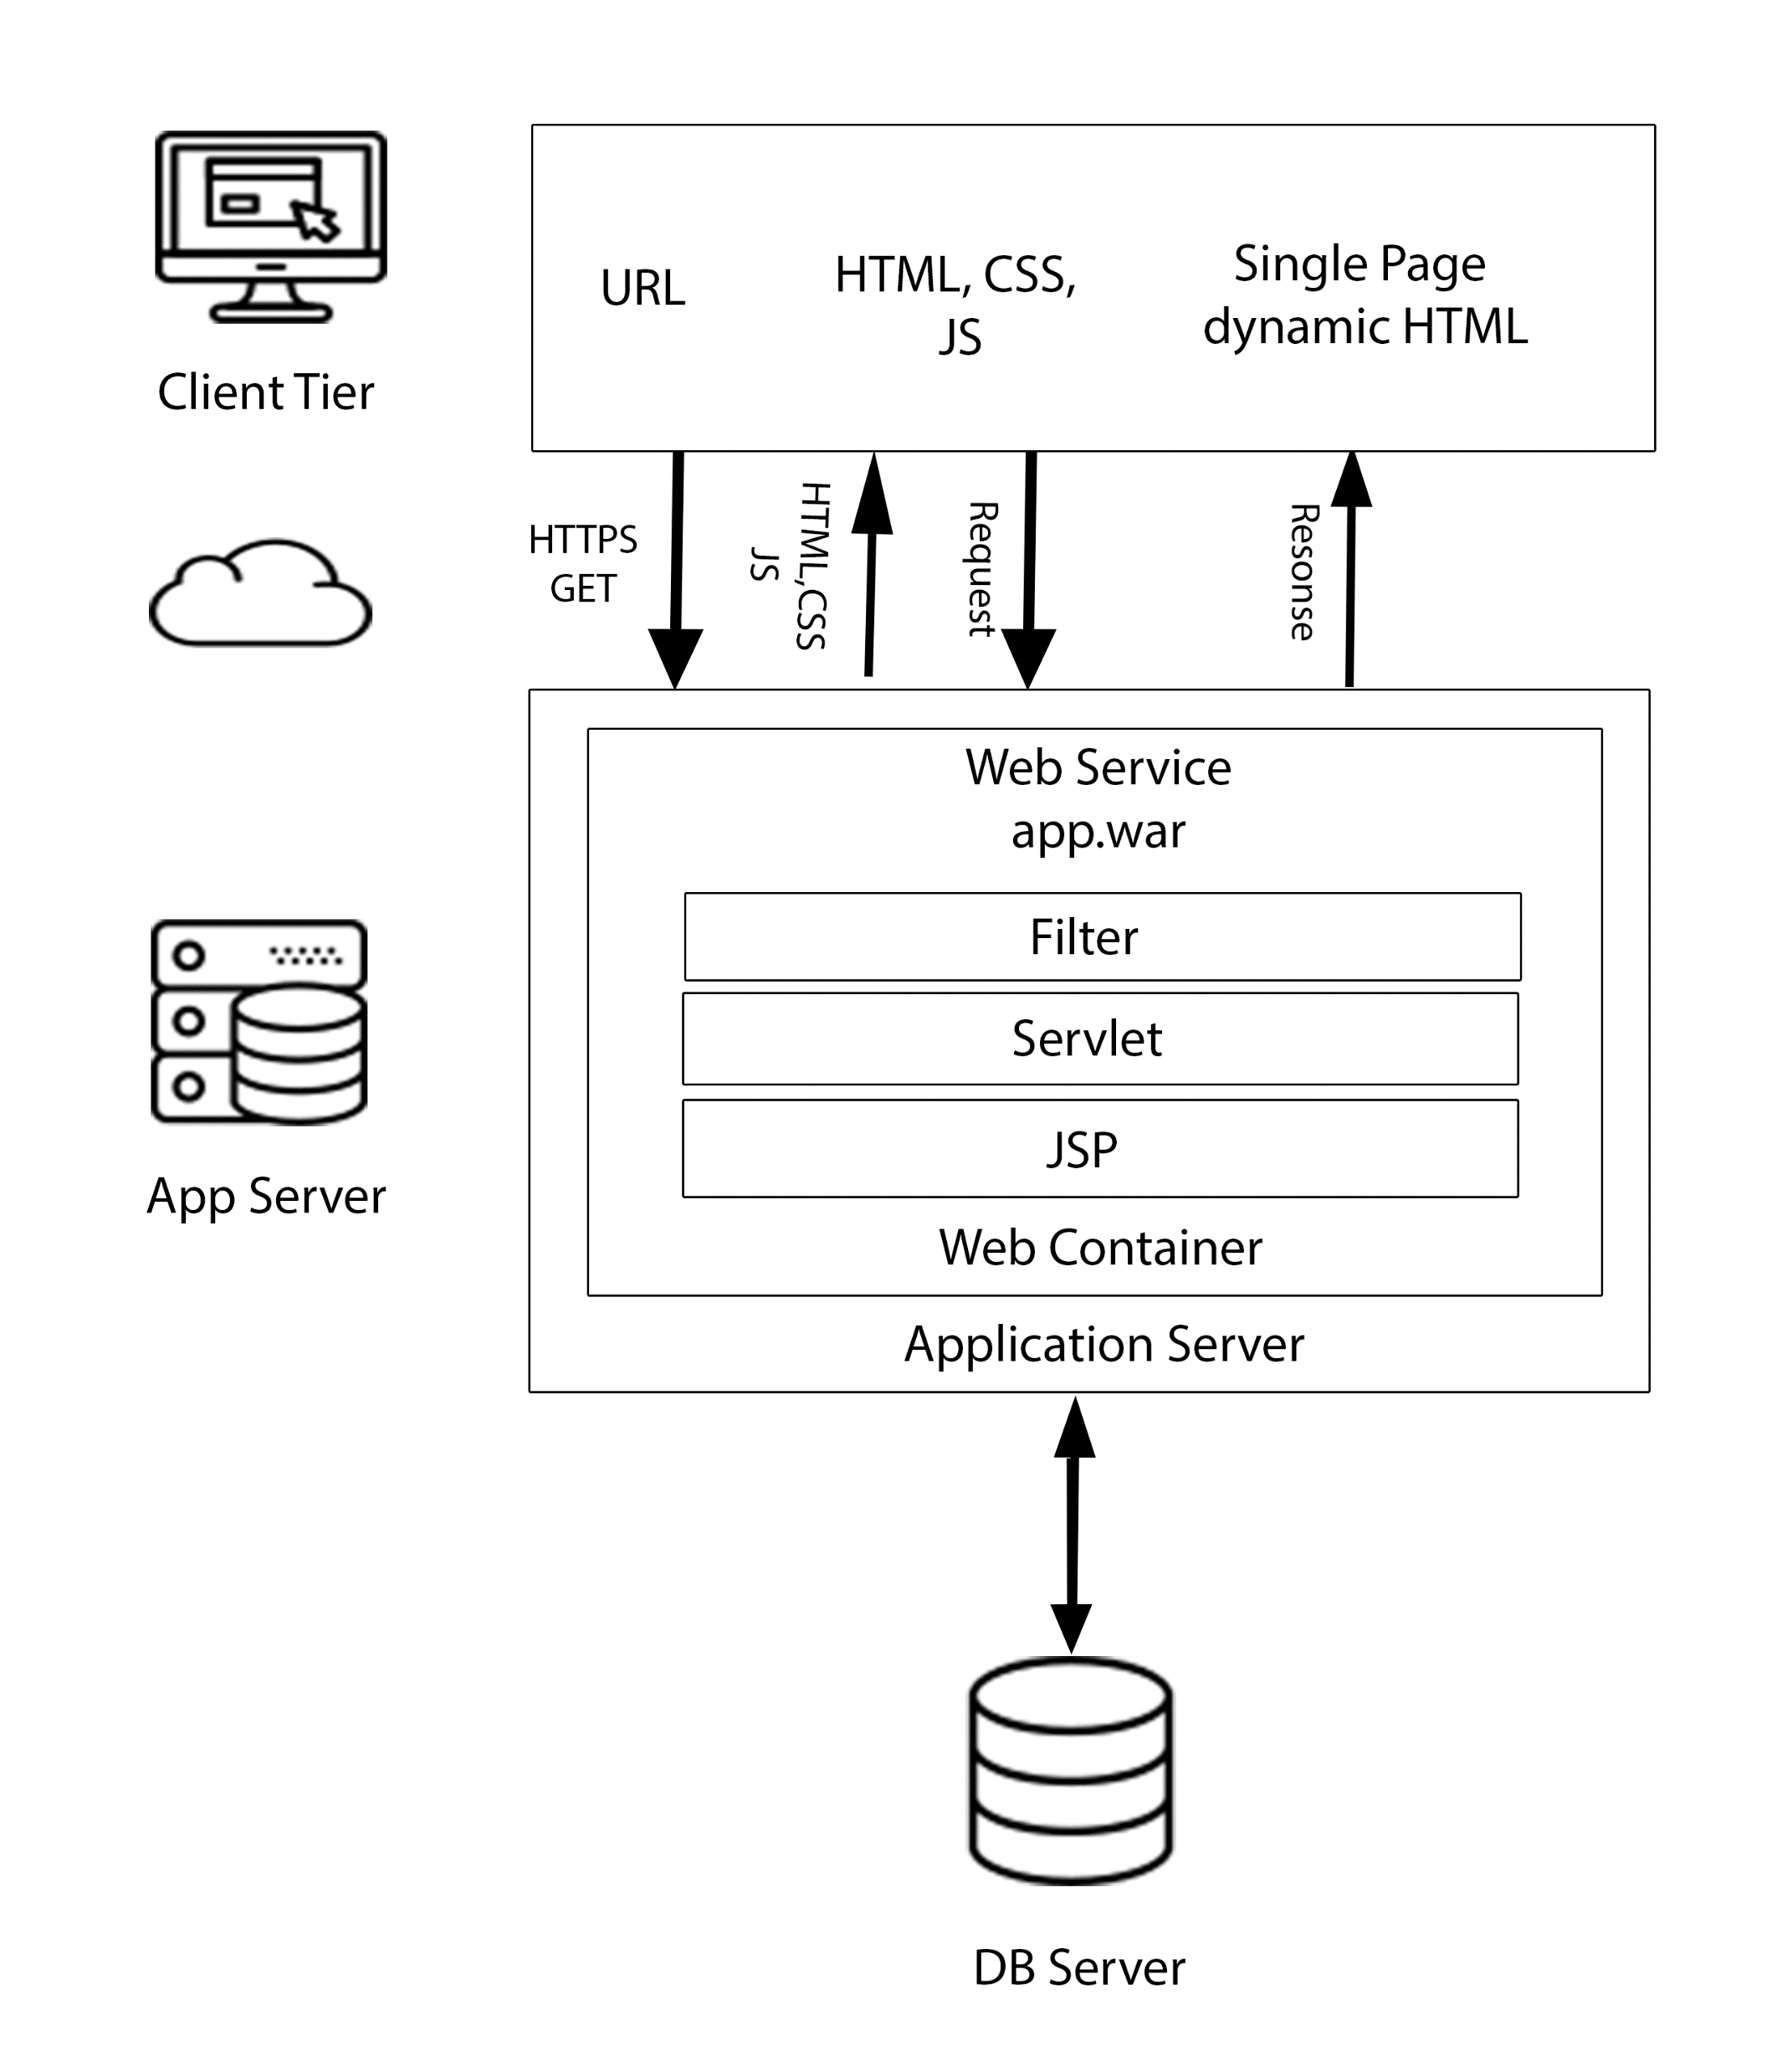 Client Tier
URL
HTML, CSS,
JS
Single Page
dynamic HTML
HTTPS
GET
HTML,CSS
JS
Request
Resonse
Web Service
app.war
Filter
Servlet
JSP
Web Container
Application Server
App Server
DB Server